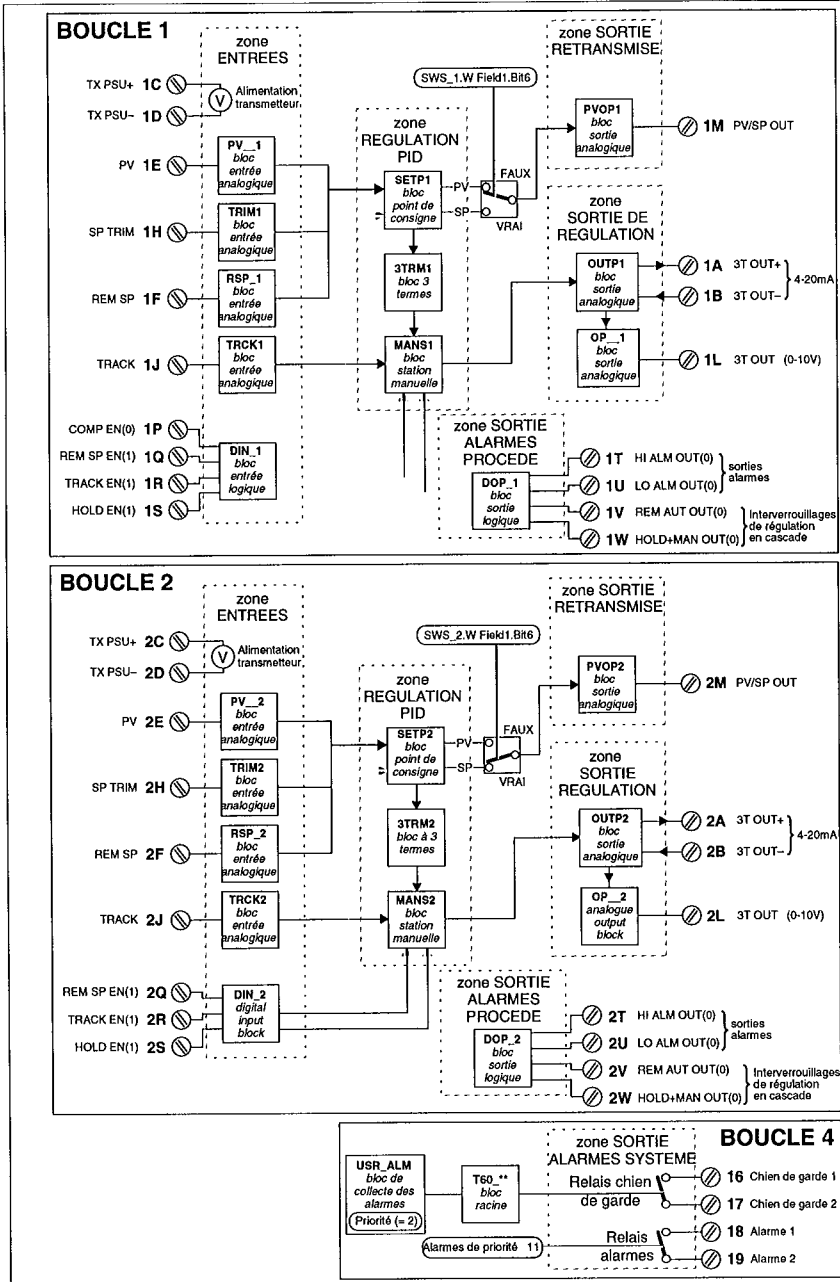 BOUCLE 1
zone
ENTREES
TX PSU+ 1C
TX PSU− 1D
V
Alimentation
transmetteur
PV 1E
PV__1
bloc
entrée
analogique
SP TRIM 1H
TRIM1
bloc
entrée
analogique
REM SP 1F
RSP_1
bloc
entrée
analogique
TRACK 1J
TRCK1
bloc
entrée
analogique
COMP EN(0) 1P
REM SP EN(1) 1Q
TRACK EN(1) 1R
HOLD EN(1) 1S
DIN_1
bloc
entrée
logique
zone
REGULATION
PID
SETP1
bloc
point de
consigne
3TRM1
bloc 3
termes
MANS1
bloc
station
manuelle
SWS_1.W Field1.Bit6
PV
SP
FAUX
VRAI
zone SORTIE
RETRANSMISE
PVOP1
bloc
sortie
analogique
1M PV/SP OUT
zone
SORTIE DE
REGULATION
OUTP1
bloc
sortie
analogique
1A 3T OUT+
1B 3T OUT−
4-20mA
OP__1
bloc
sortie
analogique
1L 3T OUT (0-10V)
zone SORTIE
ALARMES
PROCEDE
DOP_1
bloc
sortie
logique
1T HI ALM OUT(0)
1U LO ALM OUT(0)
sorties
alarmes
1V REM AUT OUT(0)
1W HOLD+MAN OUT(0)
Interverrouillages
de régulation
en cascade
BOUCLE 2
zone
ENTREES
TX PSU+ 2C
TX PSU− 2D
V
Alimentation
transmetteur
PV 2E
PV__2
bloc
entrée
analogique
SP TRIM 2H
TRIM2
bloc
entrée
analogique
REM SP 2F
RSP_2
bloc
entrée
analogique
TRACK 2J
TRCK2
bloc
entrée
analogique
REM SP EN(1) 2Q
TRACK EN(1) 2R
HOLD EN(1) 2S
DIN_2
digital
input
block
zone
REGULATION
PID
SETP2
bloc
point de
consigne
3TRM2
bloc à 3
termes
MANS2
bloc
station
manuelle
SWS_2.W Field1.Bit6
PV
SP
FAUX
VRAI
zone SORTIE
RETRANSMISE
PVOP2
bloc
sortie
analogique
2M PV/SP OUT
zone
SORTIE
REGULATION
OUTP2
bloc
sortie
analogique
2A 3T OUT+
2B 3T OUT−
4-20mA
OP__2
analogue
output
block
2L 3T OUT (0-10V)
zone SORTIE
ALARMES
PROCEDE
DOP_2
bloc
sortie
logique
2T HI ALM OUT(0)
2U LO ALM OUT(0)
sorties
alarmes
2V REM AUT OUT(0)
2W HOLD+MAN OUT(0)
Interverrouillages
de régulation
en cascade
BOUCLE 4
zone SORTIE
ALARMES SYSTEME
USR_ALM
bloc de
collecte des
alarmes
Priorité (= 2)
T60_**
bloc
racine
Relais chien
de garde
16 Chien de garde 1
17 Chien de garde 2
Alarmes de priorité 11
Relais
alarmes
18 Alarme 1
19 Alarme 2